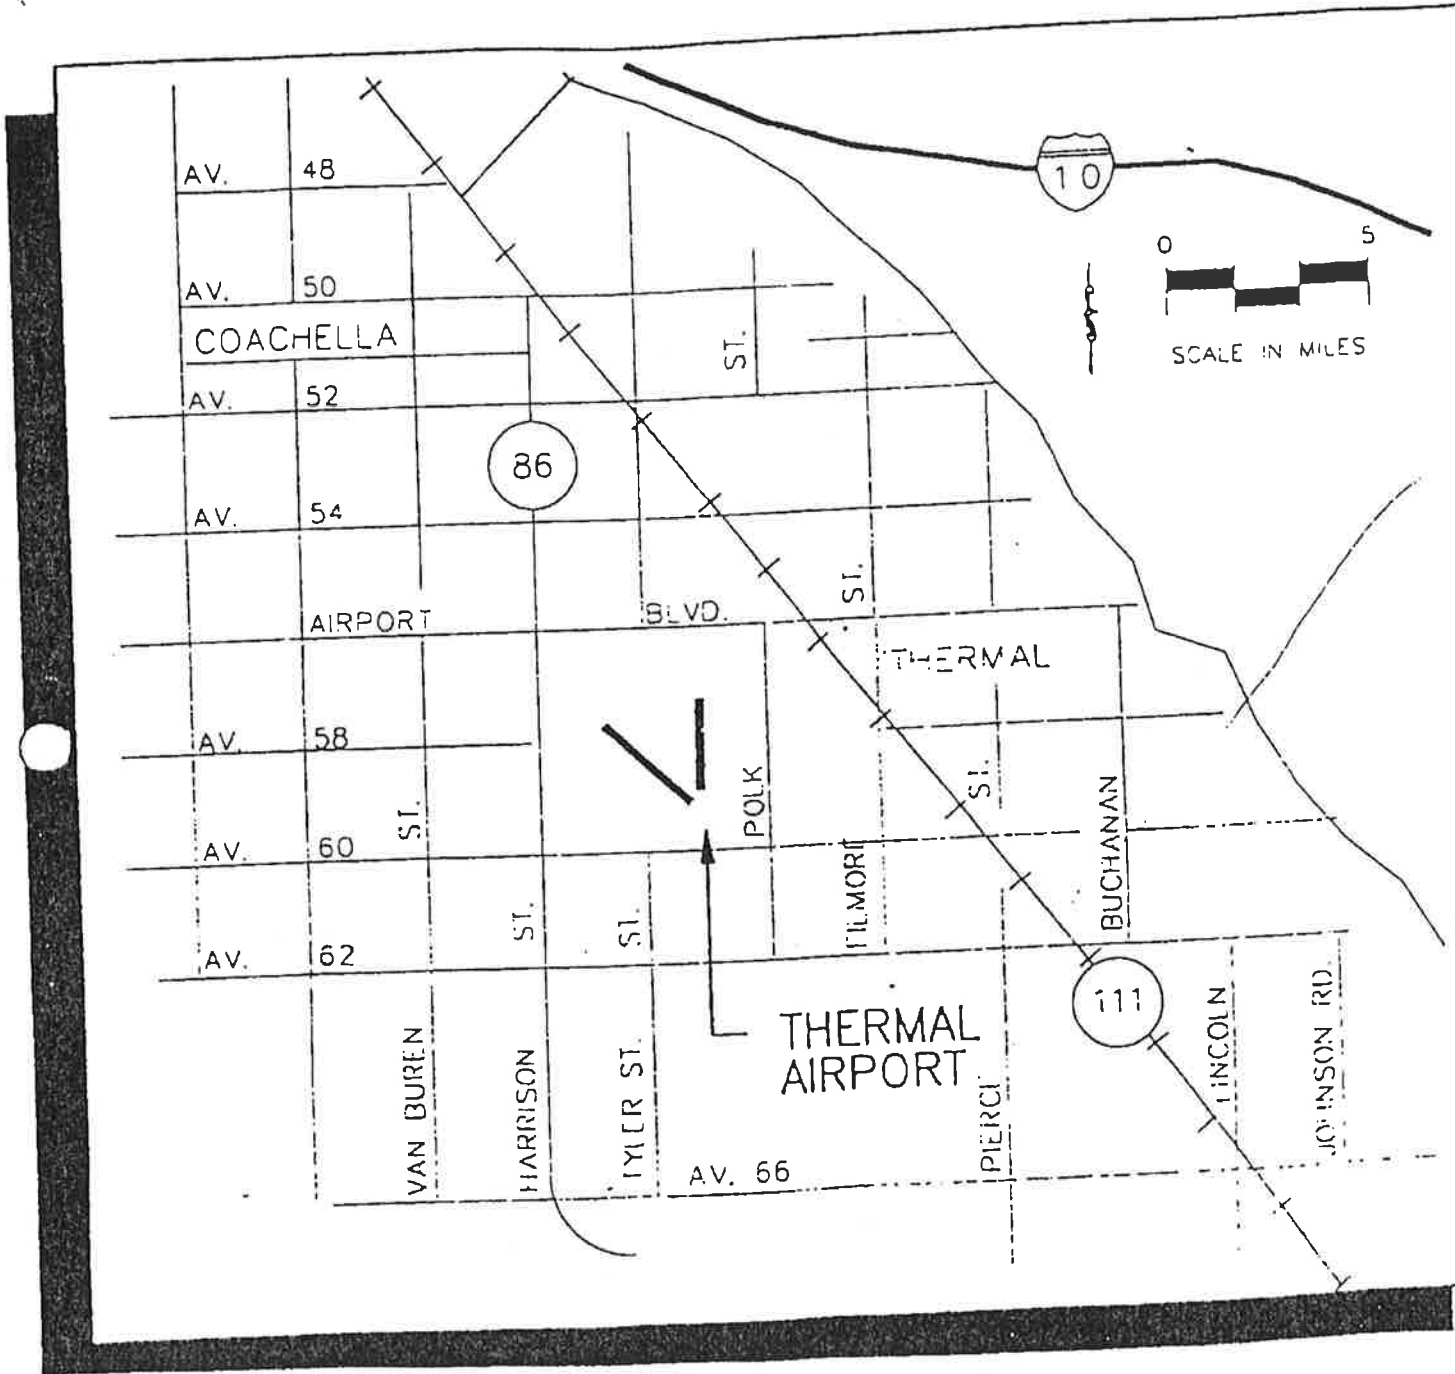 10
AV. 48
0 5
AV. 50
SCALE IN MILES
COACHELLA
ST.
AV. 52
86
AV. 54
ST.
AIRPORT BLVD.
THERMAL
AV. 58
ST.
POLK
BUCHANAN
ST.
AV. 60
FILMORE
ST.
ST.
AV. 62
111
THERMAL
AIRPORT
LINCOLN
JOHNSON RD.
VAN BUREN
HARRISON
TYLER ST.
PIERCE
AV. 66